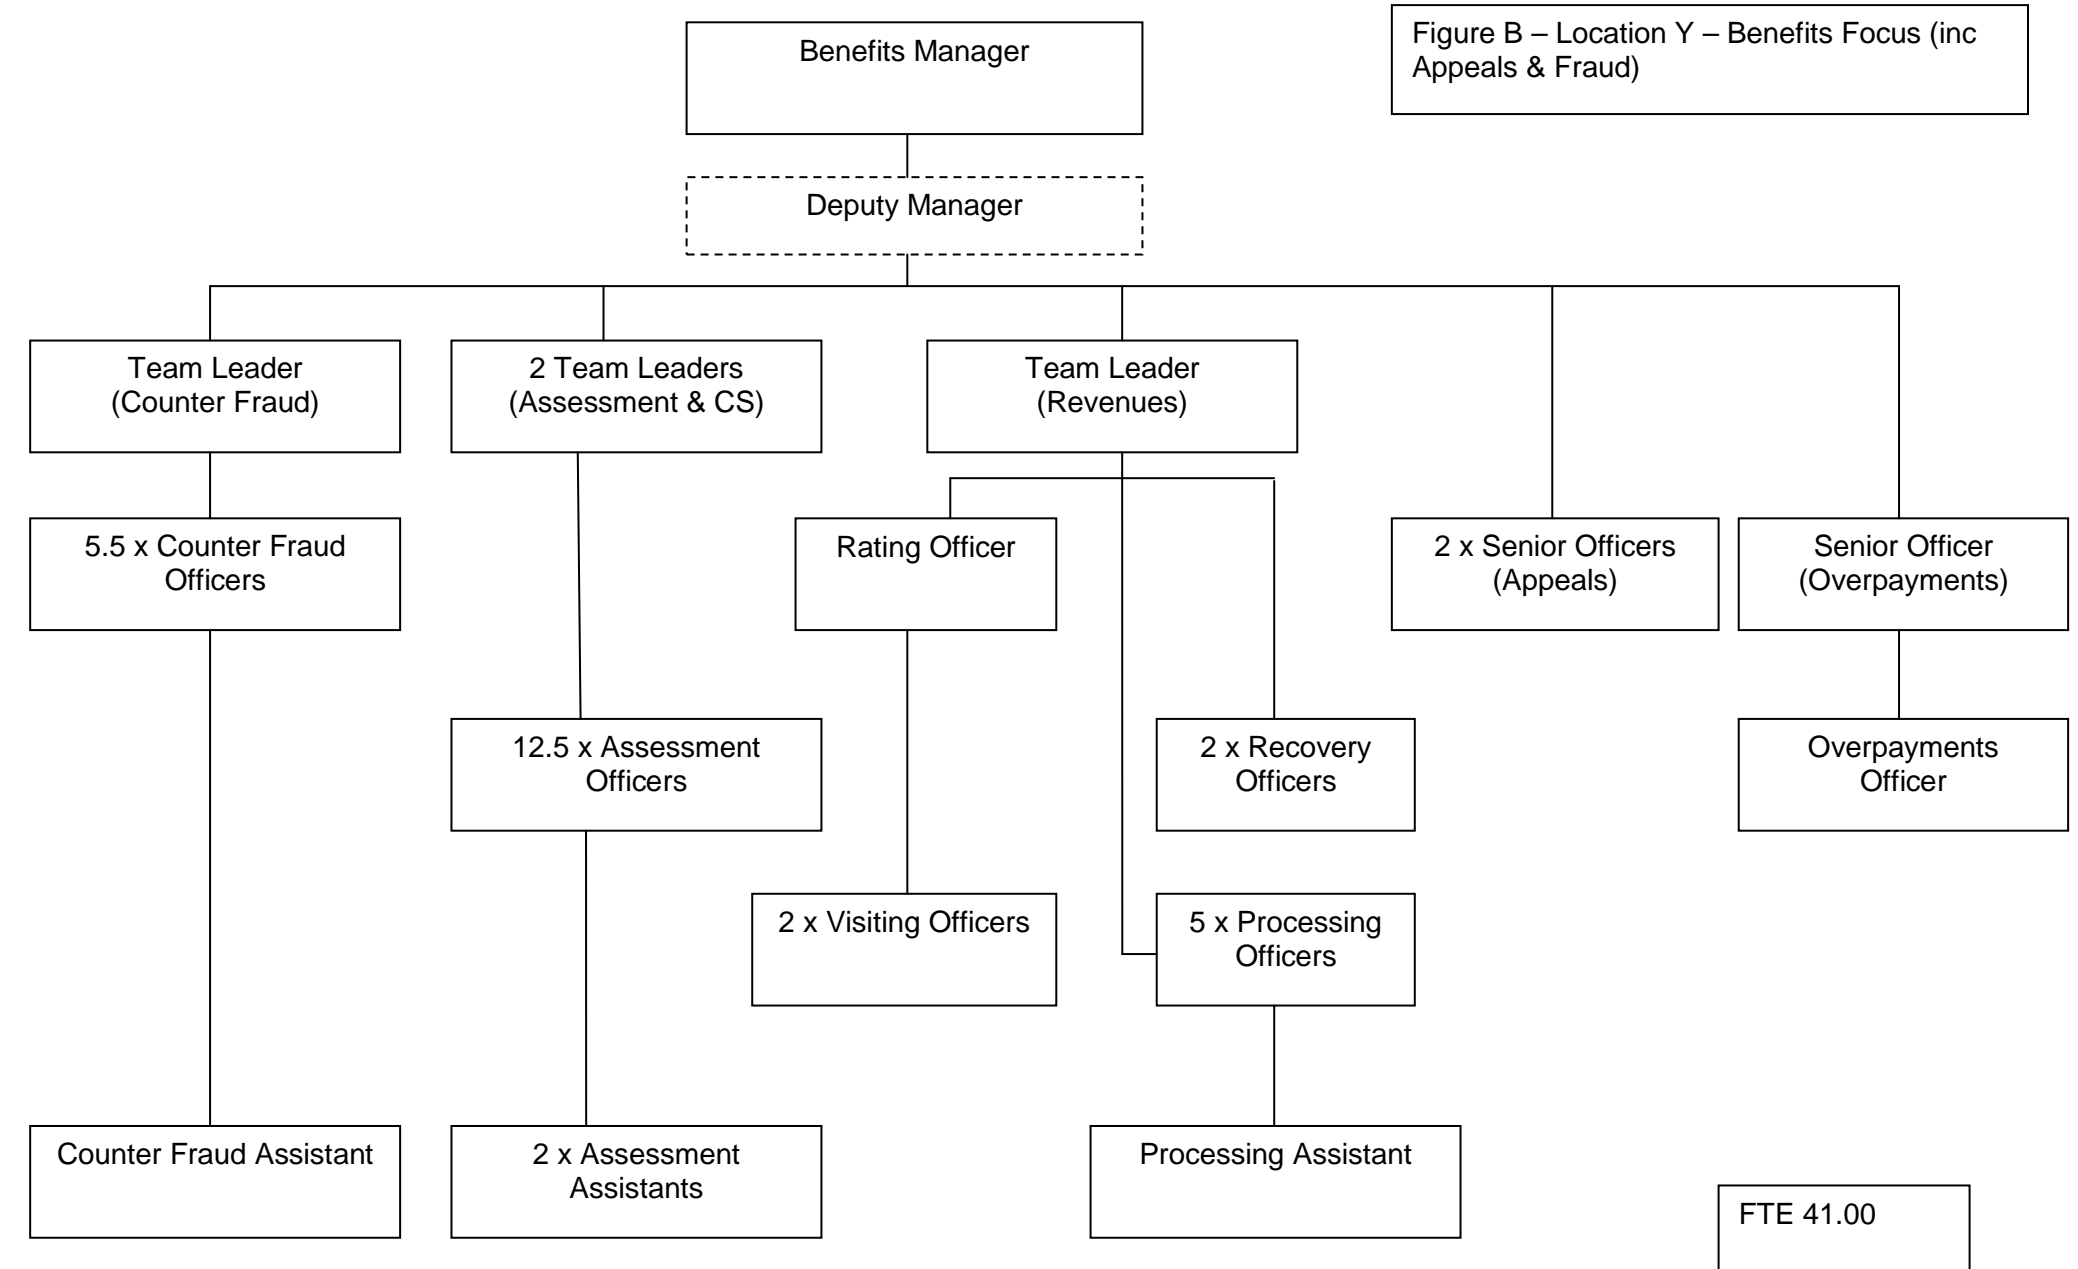 Benefits Manager
Figure B – Location Y – Benefits Focus (inc
Appeals & Fraud)
Deputy Manager
Team Leader
(Counter Fraud)
2 Team Leaders
(Assessment & CS)
Team Leader
(Revenues)
5.5 x Counter Fraud
Officers
Rating Officer
2 x Senior Officers
(Appeals)
Senior Officer
(Overpayments)
12.5 x Assessment
Officers
2 x Recovery
Officers
Overpayments
Officer
2 x Visiting Officers
5 x Processing
Officers
Counter Fraud Assistant
2 x Assessment
Assistants
Processing Assistant
FTE 41.00